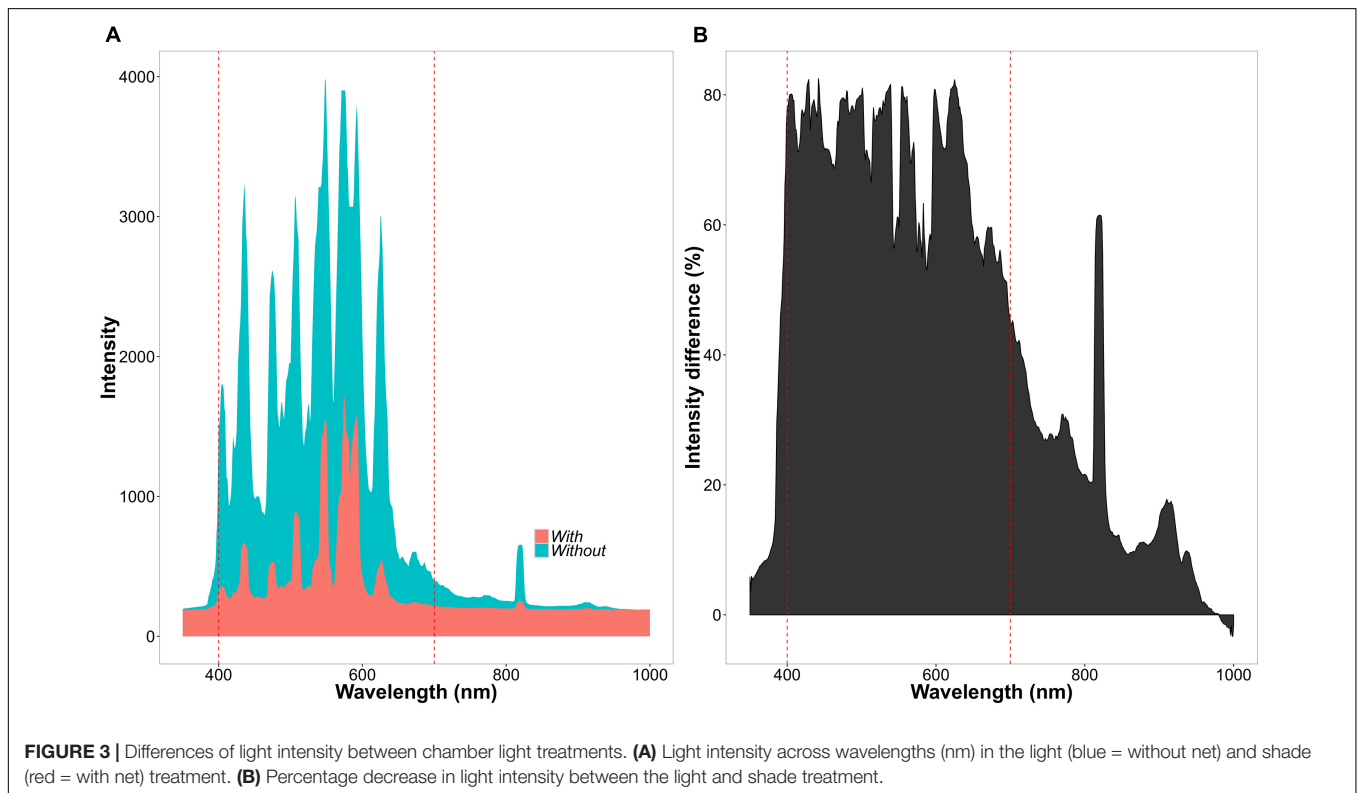 A
B
4000
3000
2000
1000
0
Intensity
With
Without
400
600
800
1000
Wavelength (nm)
80
60
40
20
0
Intensity difference (%)
400
600
800
1000
Wavelength (nm)
FIGURE 3 | Differences of light intensity between chamber light treatments. (A) Light intensity across wavelengths (nm) in the light (blue = without net) and shade
(red = with net) treatment. (B) Percentage decrease in light intensity between the light and shade treatment.